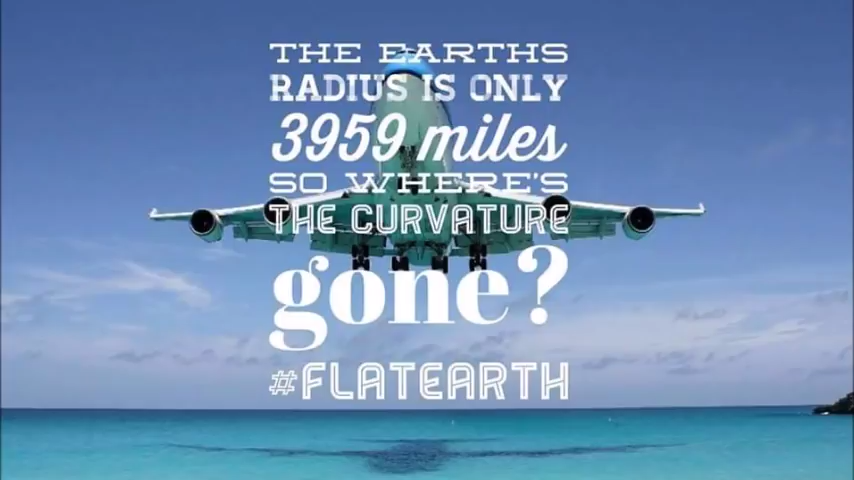 THE EARTHS
RADIUS IS ONLY
3959 miles
SO WHERE'S
THE CURVATURE
gone?
#FLATEARTH